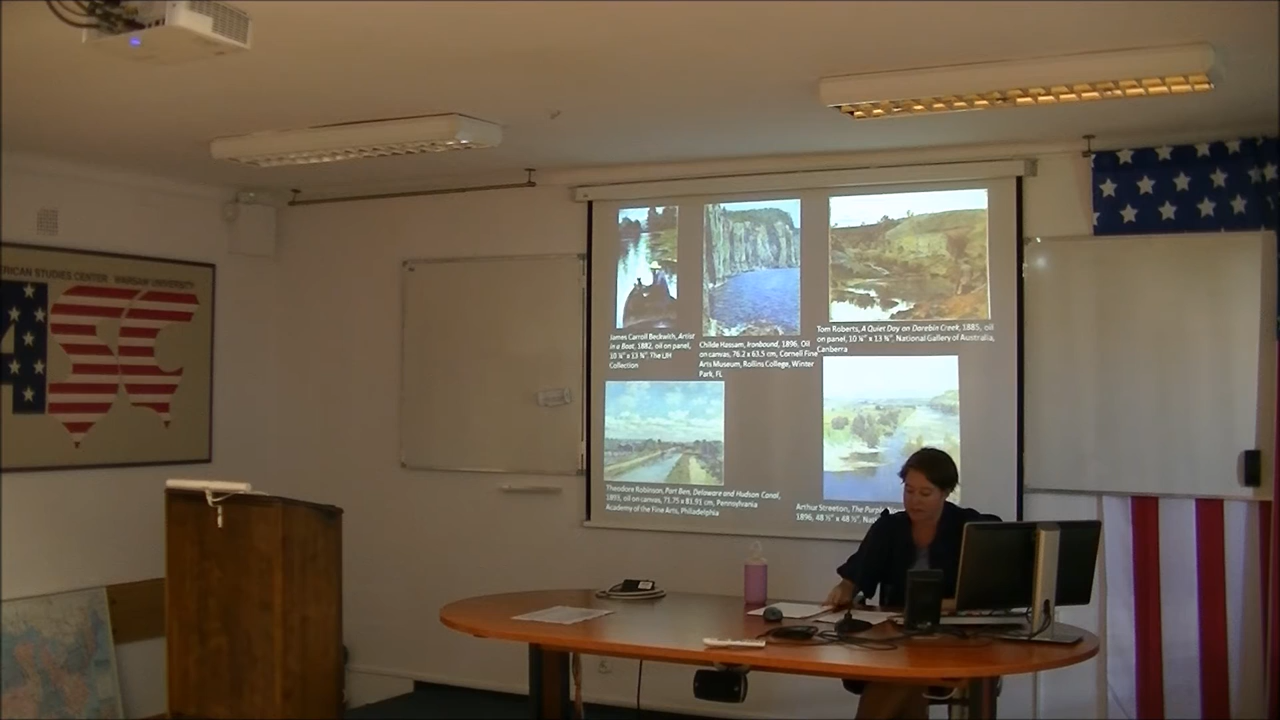 ERICAN STUDIES CENTER WARSAW UNIVERSITY
James Carroll Beckwith, Artist
in a Boat, 1882, oil on panel,
10 ¼" x 13 ¾". The LJH
Collection
Childe Hassam, Ironbound, 1896. Oil
on canvas, 76.2 x 63.5 cm, Cornell Fine
Arts Museum, Rollins College, Winter
Park, FL
Tom Roberts, A Quiet Day on Darebin Creek, 1885, oil
on panel, 10 ¼" x 13 ¾". National Gallery of Australia,
Canberra
Theodore Robinson, Port Ben, Delaware and Hudson Canal,
1893, oil on canvas, 71.75 x 81.91 cm, Pennsylvania
Academy of the Fine Arts, Philadelphia
Arthur Streeton, The Purple
1896, 48 ½" x 48 ½", Nat